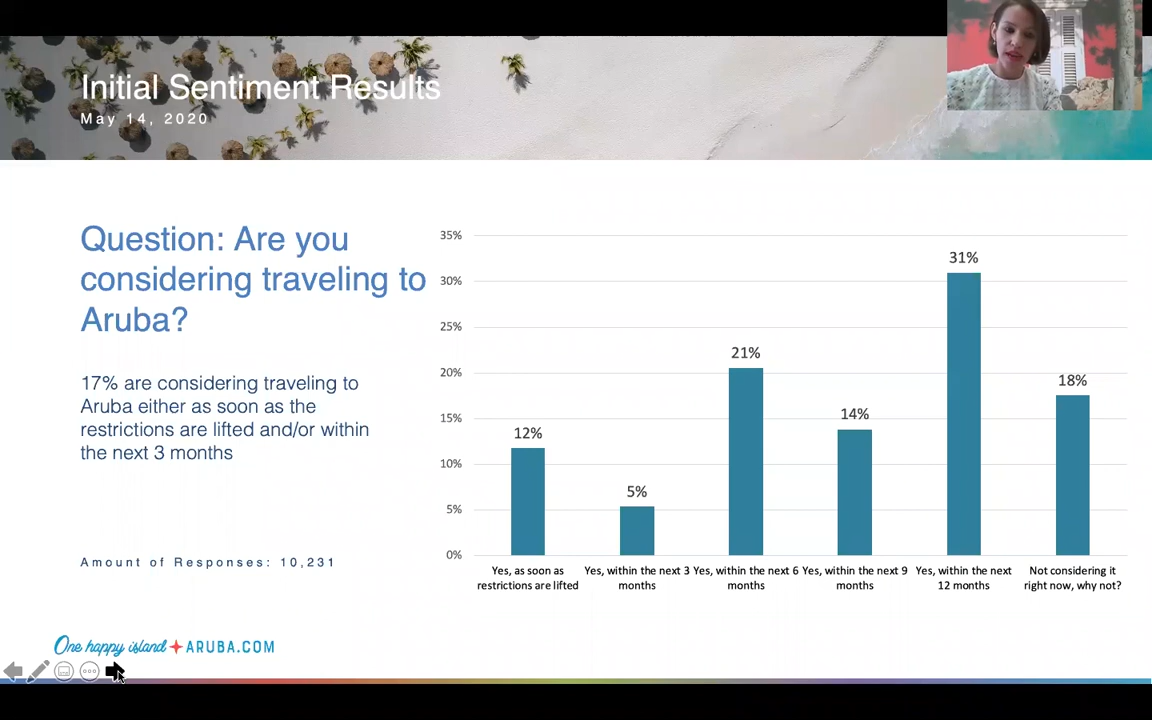 Initial Sentiment Results
May 14, 2020
Question: Are you
considering traveling to
Aruba?
17% are considering traveling to
Aruba either as soon as the
restrictions are lifted and/or within
the next 3 months
Amount of Responses: 10,231
35%
30%
25%
20%
15%
10%
5%
0%
12%
5%
21%
14%
31%
18%
Yes, as soon as
restrictions are lifted
Yes, within the next 3
months
Yes, within the next 6
months
Yes, within the next 9
months
Yes, within the next
12 months
Not considering it
right now, why not?
One happy island ARUBA.COM